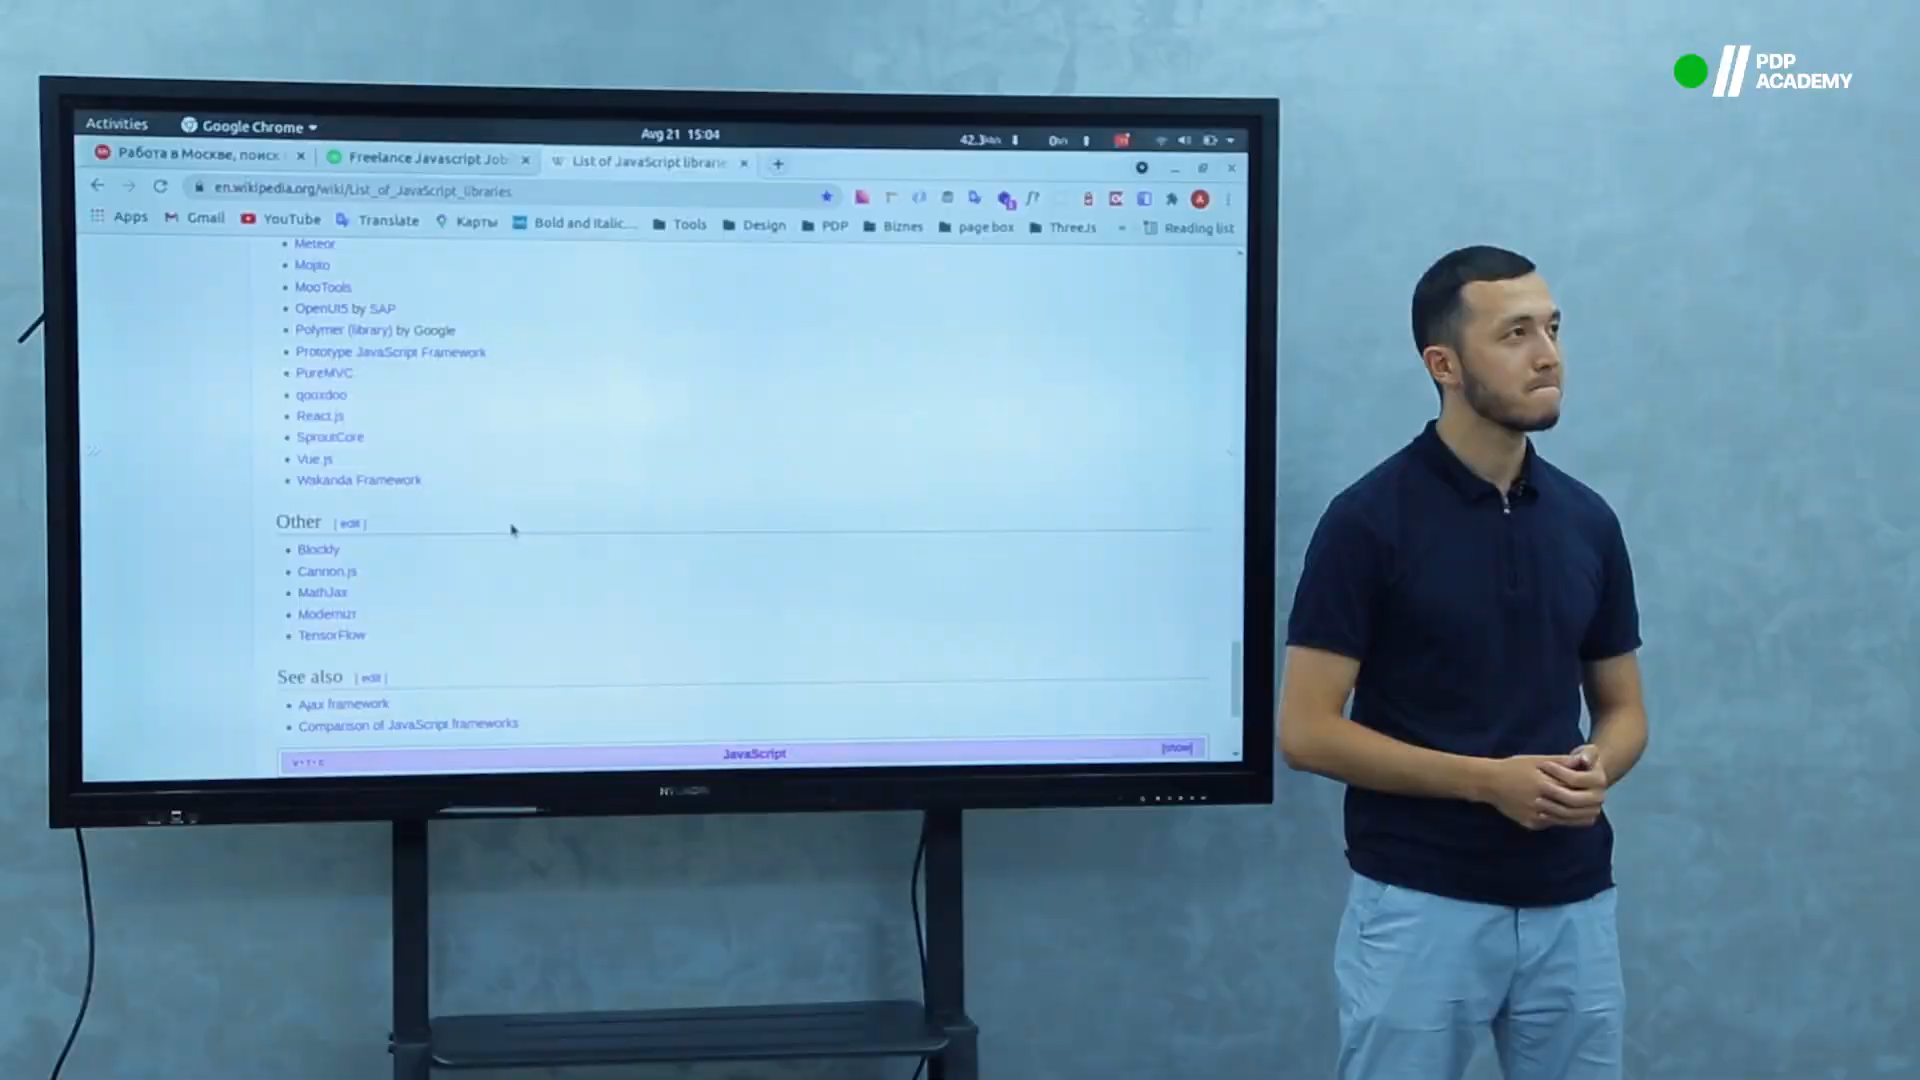 PDP
ACADEMY
Activities Google Chrome Avg 21 15:04
Работа в Москве, поиск Freelance Javascript Job List of JavaScript librarie
en.wikipedia.org/wiki/List_of_JavaScript_libraries
Apps Gmail YouTube Translate Карты Bold and Italic... Tools Design PDP Biznes page box ThreeJs » Reading list
Meteor
Mojito
MooTools
OpenUI5 by SAP
Polymer (library) by Google
Prototype JavaScript Framework
PureMVC
qooxdoo
React.js
SproutCore
Vue.js
Wakanda Framework
Other [ edit ]
Blockly
Cannon.js
MathJax
Modernizr
TensorFlow
See also [ edit ]
Ajax framework
Comparison of JavaScript frameworks
V·T·E JavaScript [show]
HYUNDAI